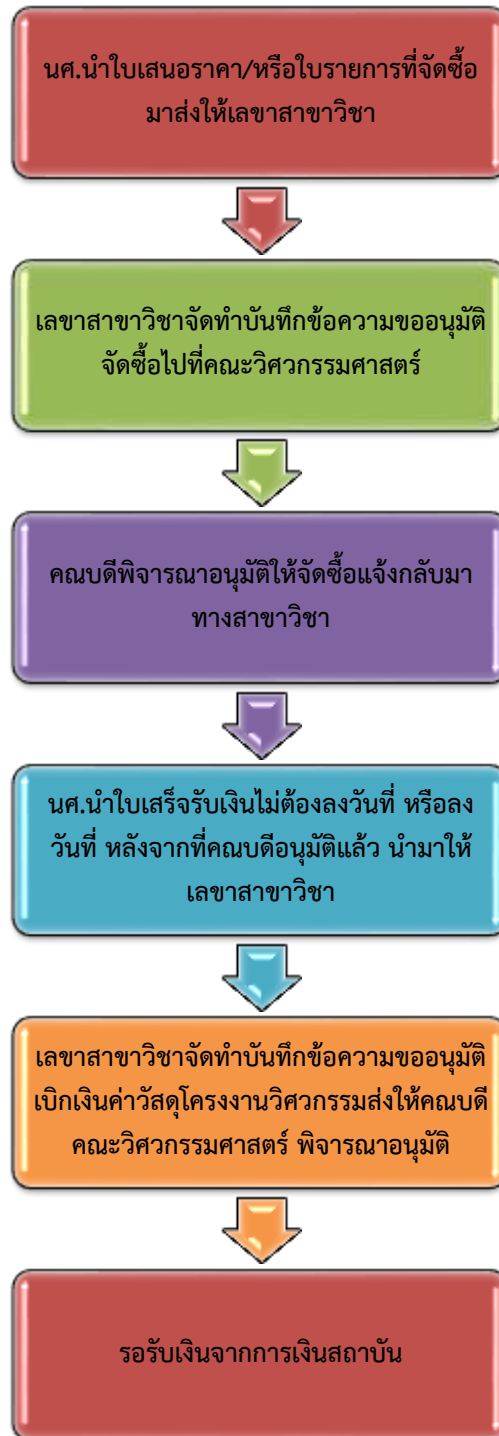 นศ.นำใบเสนอราคา/หรือใบรายการที่จัดซื้อ
มาส่งให้เลขาสาขาวิชา
เลขาสาขาวิชาจัดทำบันทึกข้อความขออนุมัติ
จัดซื้อไปที่คณะวิศวกรรมศาสตร์
คณบดีพิจารณาอนุมัติให้จัดซื้อแจ้งกลับมา
ทางสาขาวิชา
นศ.นำใบเสร็จรับเงินไม่ต้องลงวันที่ หรือลง
วันที่ หลังจากที่คณบดีอนุมัติแล้ว นำมาให้
เลขาสาขาวิชา
เลขาสาขาวิชาจัดทำบันทึกข้อความขออนุมัติ
เบิกเงินค่าวัสดุโครงงานวิศวกรรมส่งให้คณบดี
คณะวิศวกรรมศาสตร์ พิจารณาอนุมัติ
รอรับเงินจากการเงินสถาบัน